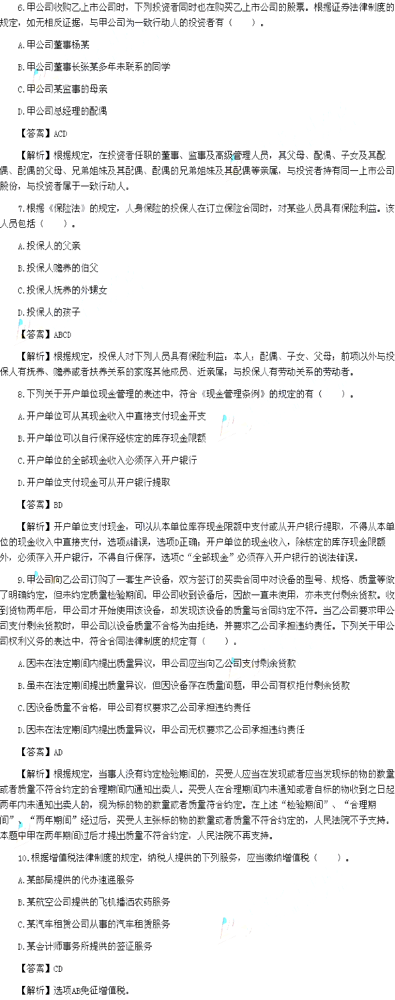 6.甲公司收购乙上市公司时，下列投资者同时也在购买乙上市公司的股票。根据证券法律制度的
规定，如无相反证据，与甲公司为一致行动人的投资者有（　　）。
A.甲公司董事杨某
B.甲公司董事长张某多年未联系的同学
C.甲公司某监事的母亲
D.甲公司总经理的配偶
【答案】ACD
【解析】根据规定，在投资者任职的董事、监事及高级管理人员，其父母、配偶、子女及其配
偶、配偶的父母、兄弟姐妹及其配偶、配偶的兄弟姐妹及其配偶等亲属，与投资者持有同一上市公司
股份，与投资者属于一致行动人。
7.根据《保险法》的规定，人身保险的投保人在订立保险合同时，对某些人员具有保险利益。该
人员包括（　　）。
A.投保人的父亲
B.投保人赡养的伯父
C.投保人抚养的外甥女
D.投保人的孩子
【答案】ABCD
【解析】根据规定，投保人对下列人员具有保险利益：本人；配偶、子女、父母；前项以外与投
保人有抚养、赡养或者扶养关系的家庭其他成员、近亲属；与投保人有劳动关系的劳动者。
8.下列关于开户单位现金管理的表述中，符合《现金管理条例》的规定的有（　　）。
A.开户单位可从其现金收入中直接支付现金开支
B.开户单位可以自行保存经核定的库存现金限额
C.开户单位的全部现金收入必须存入开户银行
D.开户单位支付现金可从开户银行提取
【答案】BD
【解析】开户单位支付现金，可以从本单位库存现金限额中支付或从开户银行提取，不得从本单
位的现金收入中直接支付，选项A错误，选项D正确；开户单位的现金收入，除核定的库存现金限额
外，必须存入开户银行，不得自行保存，选项C“全部现金”必须存入开户银行的说法错误。
9.甲公司向乙公司订购了一套生产设备，双方签订的买卖合同中对设备的型号、规格、质量等做
了明确约定，但未约定质量检验期间。甲公司收到设备后，因故一直未使用，亦未支付剩余货款。收
到货物两年后，甲公司才开始使用该设备，却发现该设备的质量与合同约定不符。当乙公司要求甲公
司支付剩余货款时，甲公司以设备质量不合格为由拒绝，并要求乙公司承担违约责任。下列关于甲公
司权利义务的表达中，符合合同法律制度的规定有（　　）。
A.因未在法定期间内提出质量异议，甲公司应当向乙公司支付剩余货款
B.虽未在法定期间提出质量异议，但因设备存在质量问题，甲公司有权拒付剩余货款
C.因设备质量不合格，甲公司有权要求乙公司承担违约责任
D.因未在法定期间内提出质量异议，甲公司无权要求乙公司承担违约责任
【答案】AD
【解析】根据规定，当事人没有约定检验期间的，买受人应当在发现或者应当发现标的物的数量
或者质量不符合约定的合理期间内通知出卖人。买受人在合理期间内未通知或者自标的物收到之日起
两年内未通知出卖人的，视为标的物的数量或者质量符合约定。在上述“检验期间”、“合理期
间”、“两年期间”经过后，买受人主张标的物的数量或者质量不符合约定的，人民法院不予支持。
本题中甲在两年期间过后才提出质量不符合约定，人民法院不再支持。
10.根据增值税法律制度的规定，纳税人提供的下列服务，应当缴纳增值税（　　）。
A.某邮局提供的代办速递服务
B.某航空公司提供的飞机播洒农药服务
C.某汽车租赁公司从事的汽车租赁服务
D.某会计师事务所提供的签证服务
【答案】CD
【解析】选项AB免征增值税。